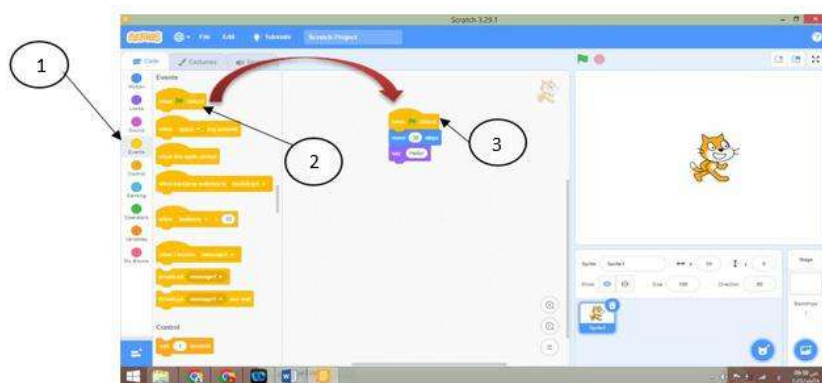 Scratch 3.29.1
SCRATCH File Edit Tutorials Scratch Project
Code Costumes
1
Motion
Looks
Sound
Events
Control
Sensing
Operators
Variables
My Blocks
Events
when clicked
when space key pressed
when this sprite clicked
when backdrop switches to backdrop1
when loudness > 10
when I receive message1
broadcast message1
broadcast message1 and wait
Control
wait 1 seconds
2
when clicked
move 10 steps
say Hello!
3
Sprite Sprite1 x y
Show Size 100 Direction 90
Sprite1
Stage
Backdrops
1